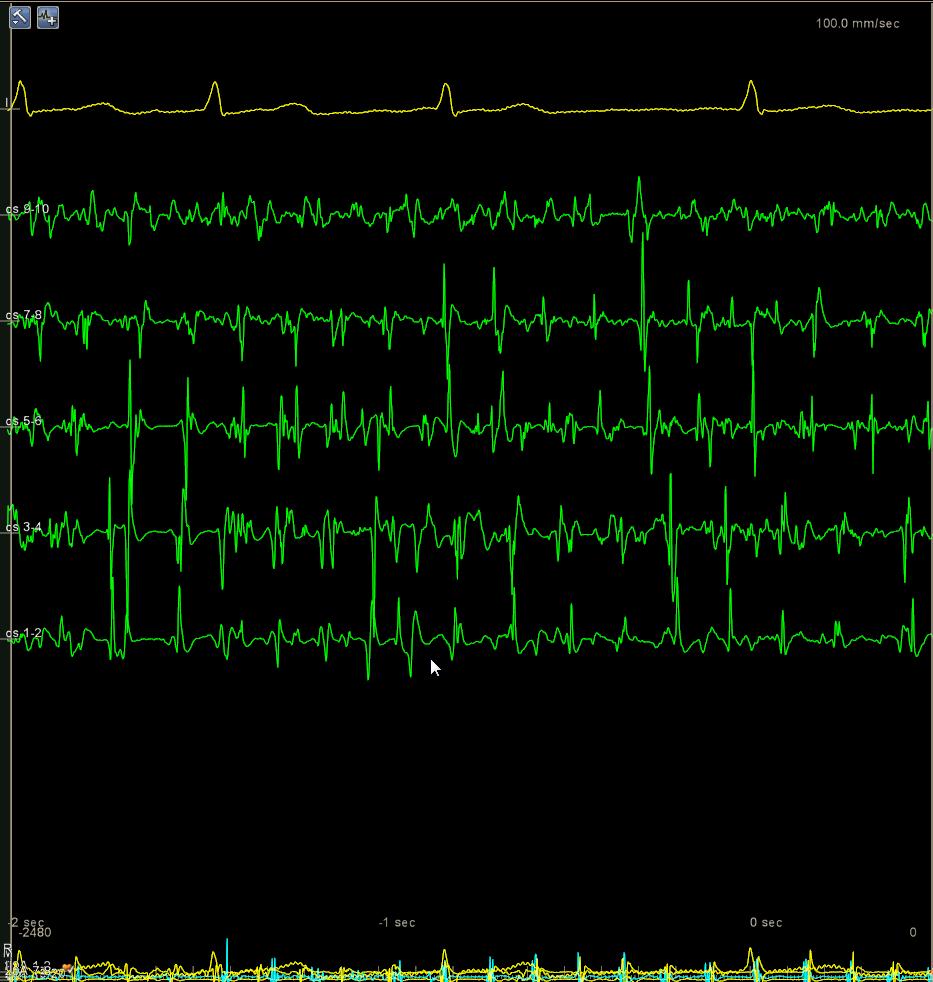 100.0 mm/sec
I
cs 9-10
cs 7-8
cs 5-6
cs 3-4
cs 1-2
-2 sec
-1 sec
0 sec
-2480
0